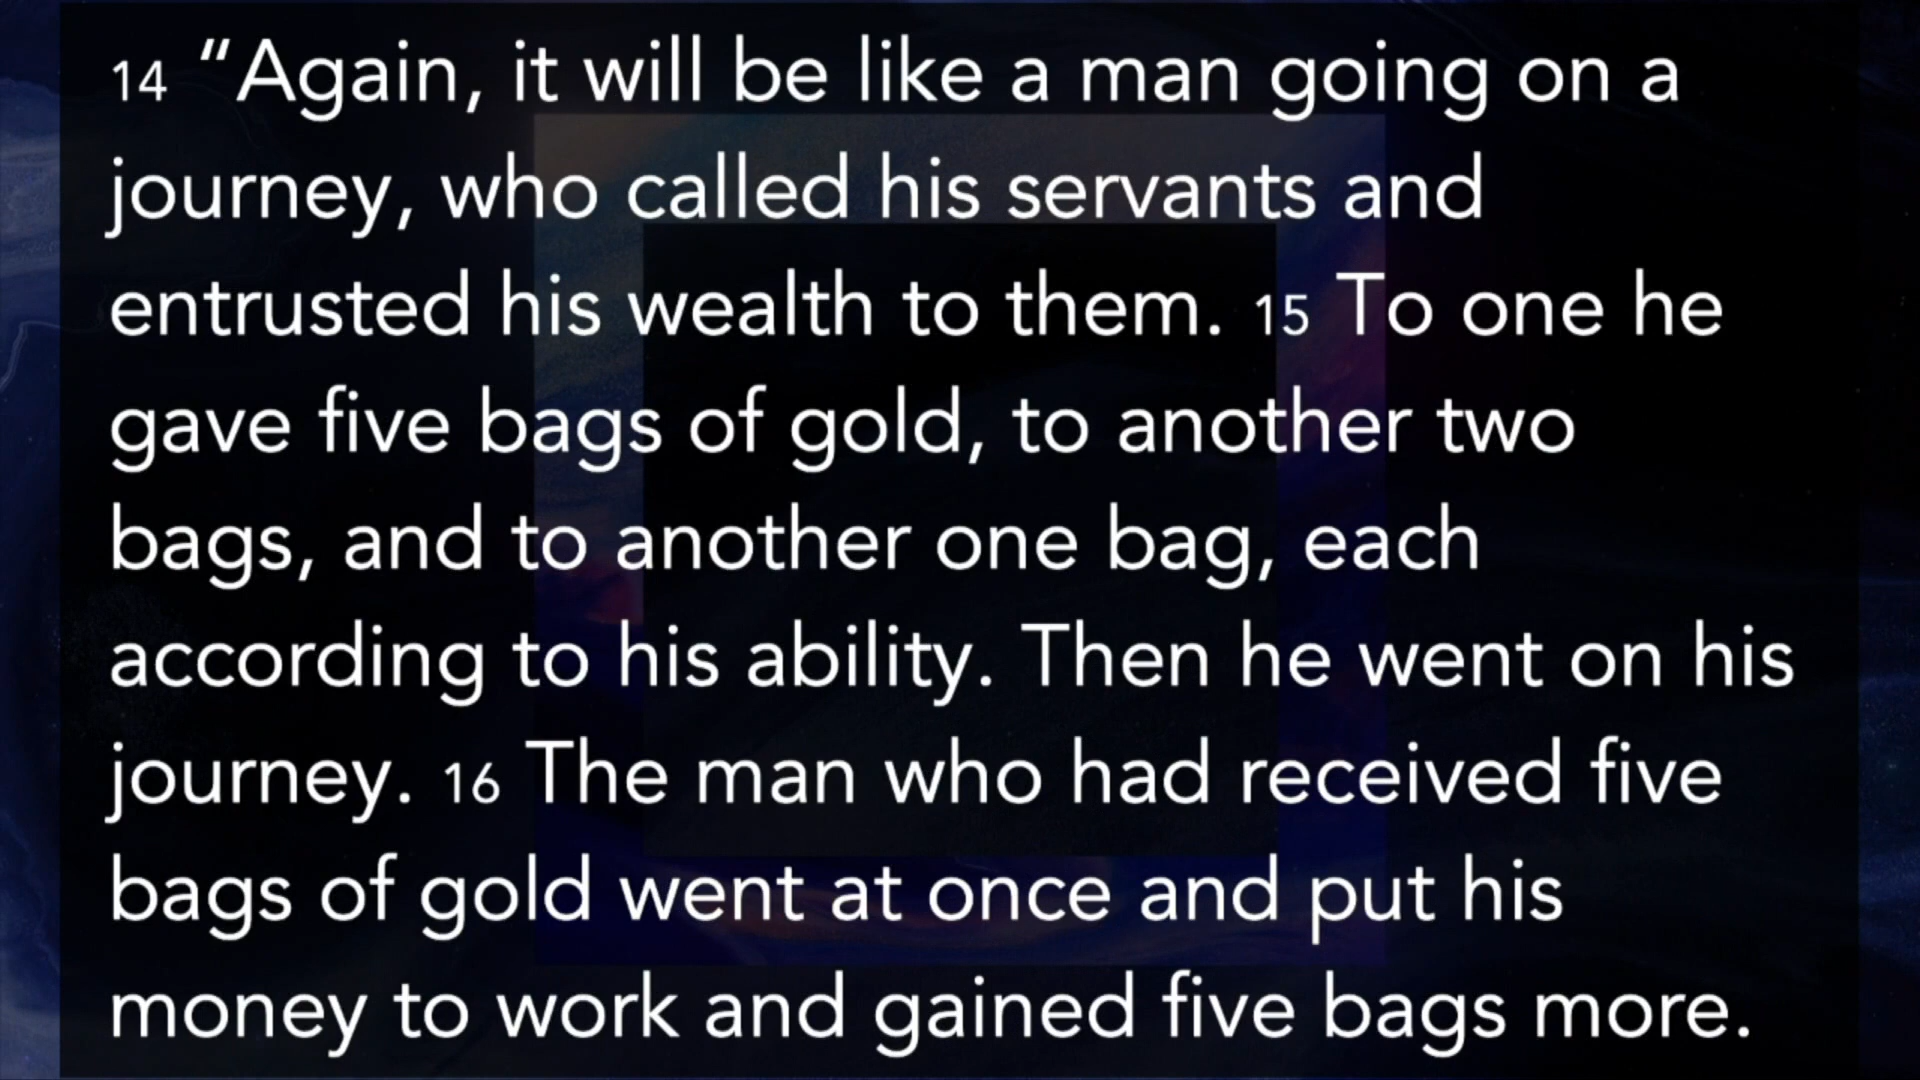 14 “Again, it will be like a man going on a
journey, who called his servants and
entrusted his wealth to them. 15 To one he
gave five bags of gold, to another two
bags, and to another one bag, each
according to his ability. Then he went on his
journey. 16 The man who had received five
bags of gold went at once and put his
money to work and gained five bags more.